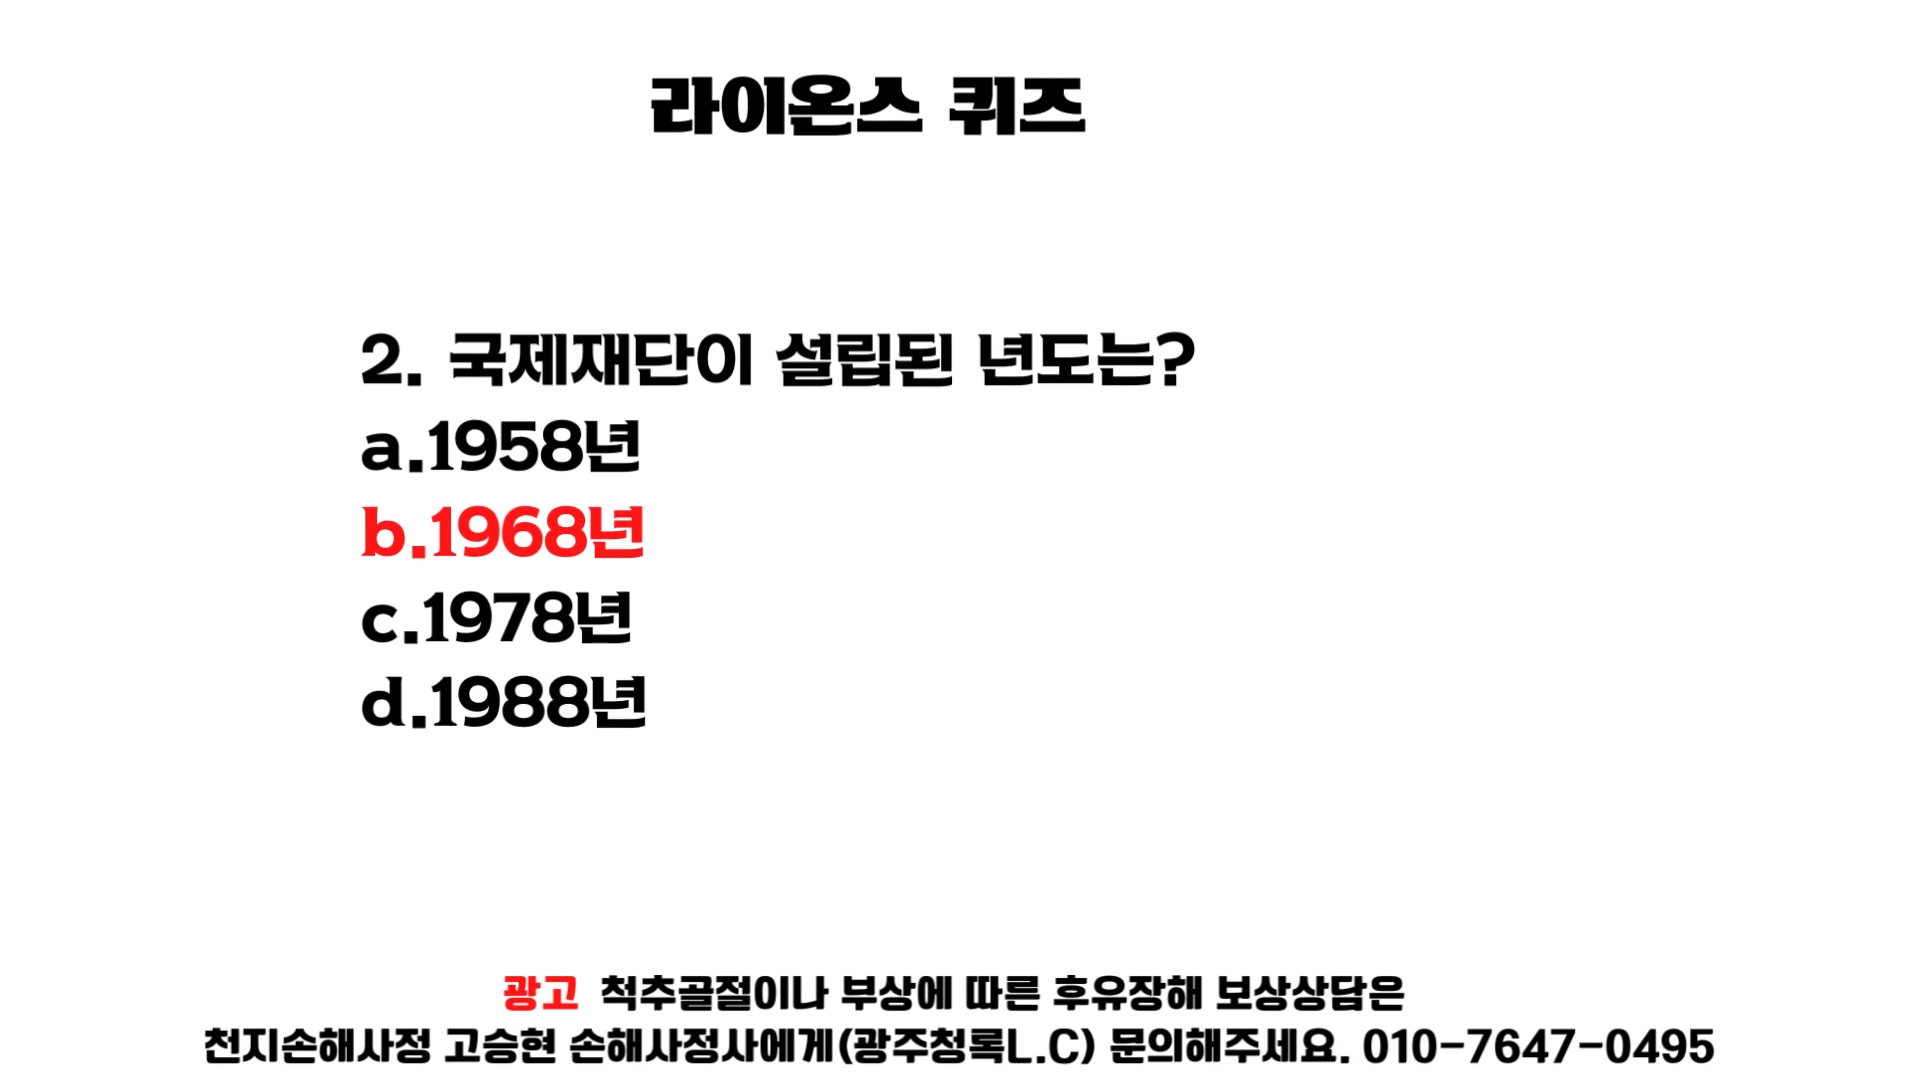 라이온스 퀴즈
2. 국제재단이 설립된 년도는?
a.1958년
b.1968년
c.1978년
d.1988년
광고 척추골절이나 부상에 따른 후유장해 보상상담은
천지손해사정 고승현 손해사정사에게(광주청록L.C) 문의해주세요. 010-7647-0495